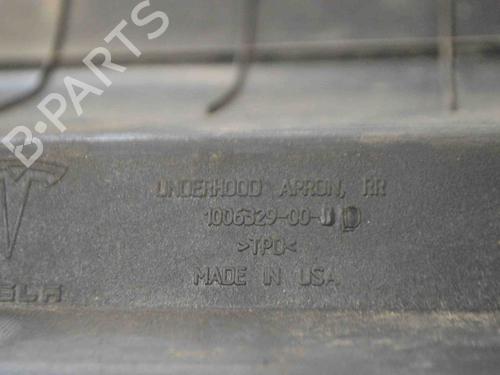 B-PARTS
UNDERHOOD APRON, RR
1006329-00-
>TPO<
MADE IN USA